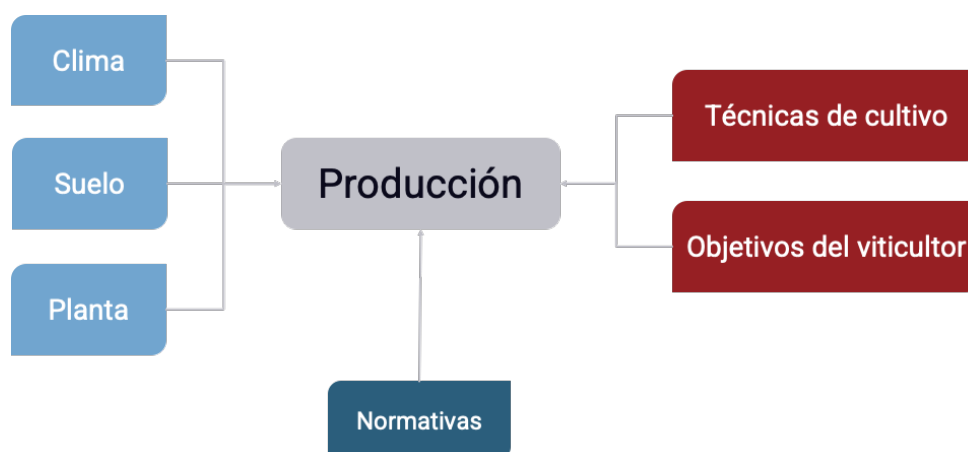 Clima
Suelo
Planta
Producción
Técnicas de cultivo
Objetivos del viticultor
Normativas